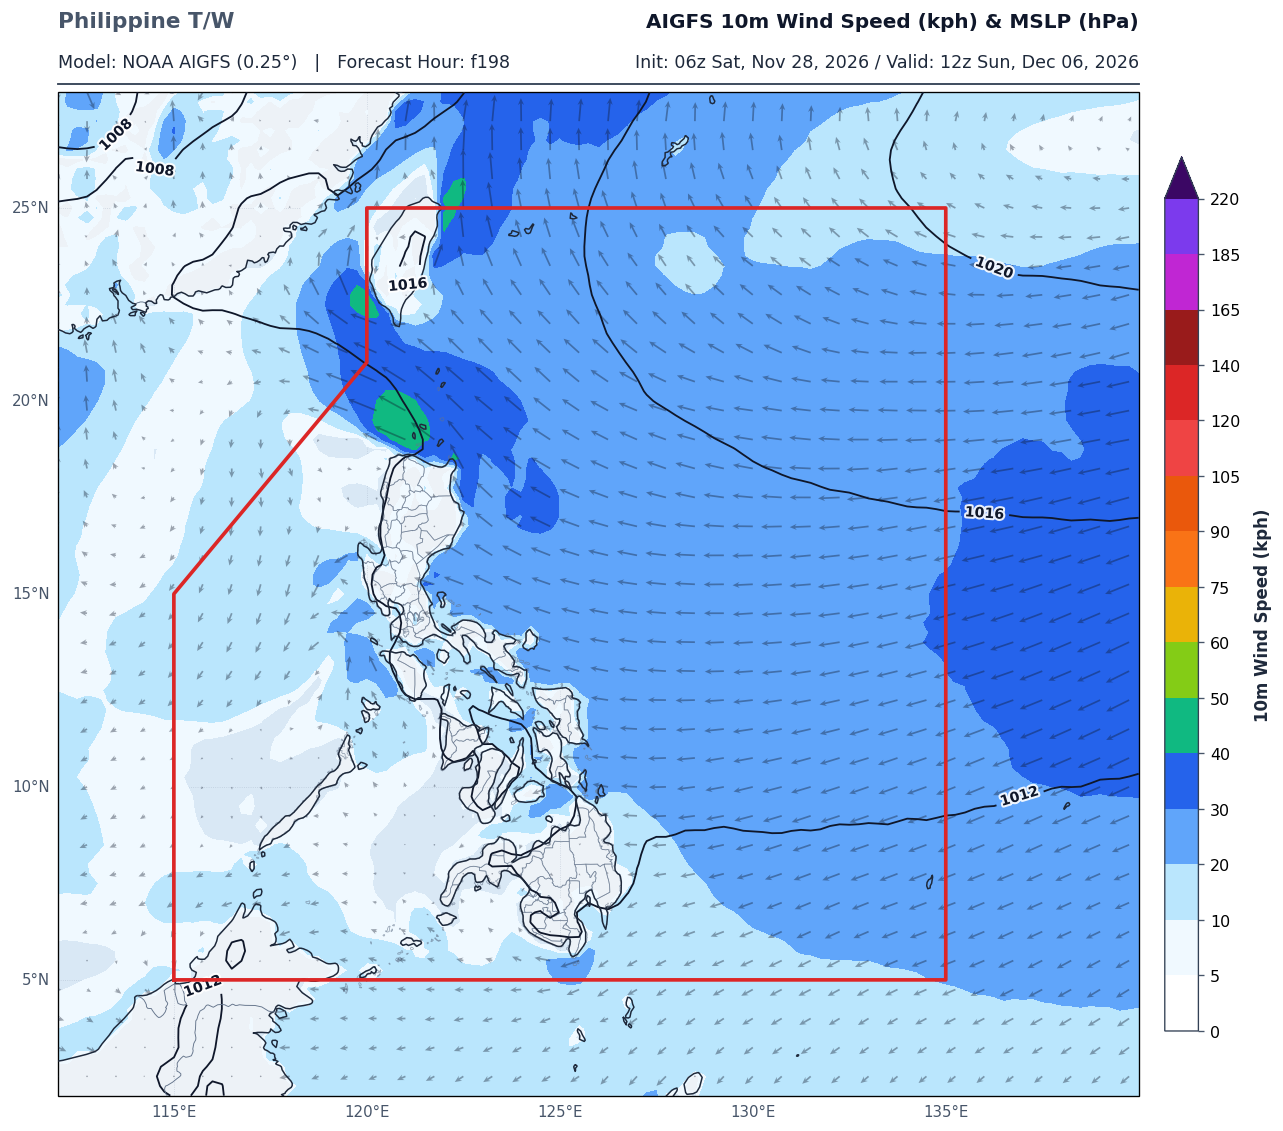 Philippine T/W
AIGFS 10m Wind Speed (kph) & MSLP (hPa)
Model: NOAA AIGFS (0.25°)   |   Forecast Hour: f198
Init: 06z Sat, Nov 28, 2026 / Valid: 12z Sun, Dec 06, 2026
1008
1008
1016
1020
1016
1012
1012
25°N
20°N
15°N
10°N
5°N
115°E
120°E
125°E
130°E
135°E
220
185
165
140
120
105
90
75
60
50
40
30
20
10
5
0
10m Wind Speed (kph)